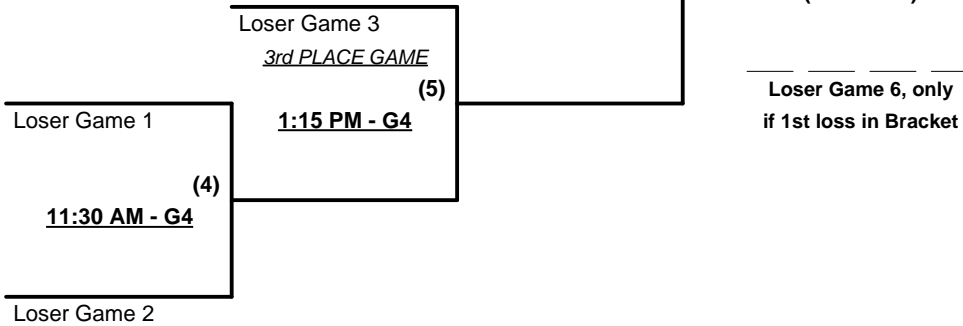 Loser Game 3
3rd PLACE GAME
(5)
1:15 PM - G4
Loser Game 1
(4)
11:30 AM - G4
Loser Game 2
Loser Game 6, only
if 1st loss in Bracket